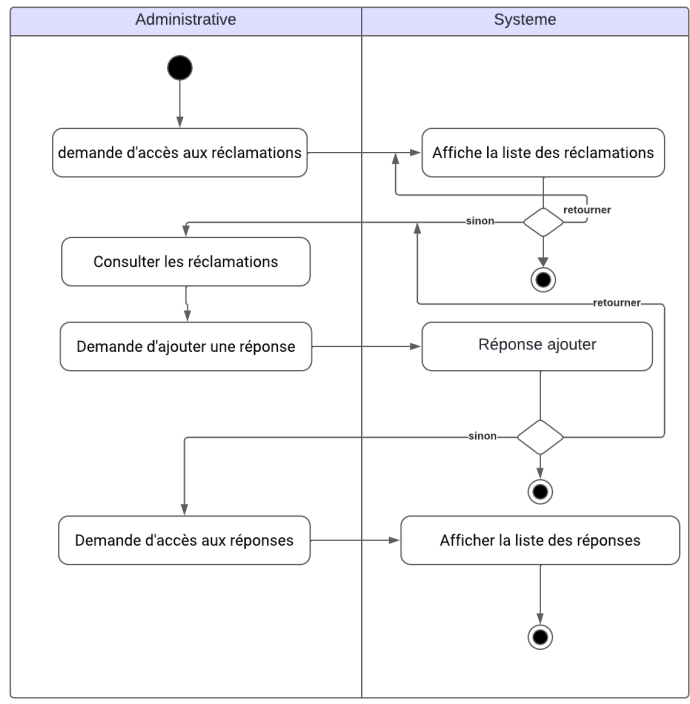 Administrative
Systeme
demande d'accès aux réclamations
Affiche la liste des réclamations
retourner
sinon
Consulter les réclamations
retourner
Demande d'ajouter une réponse
Réponse ajouter
sinon
Demande d'accès aux réponses
Afficher la liste des réponses